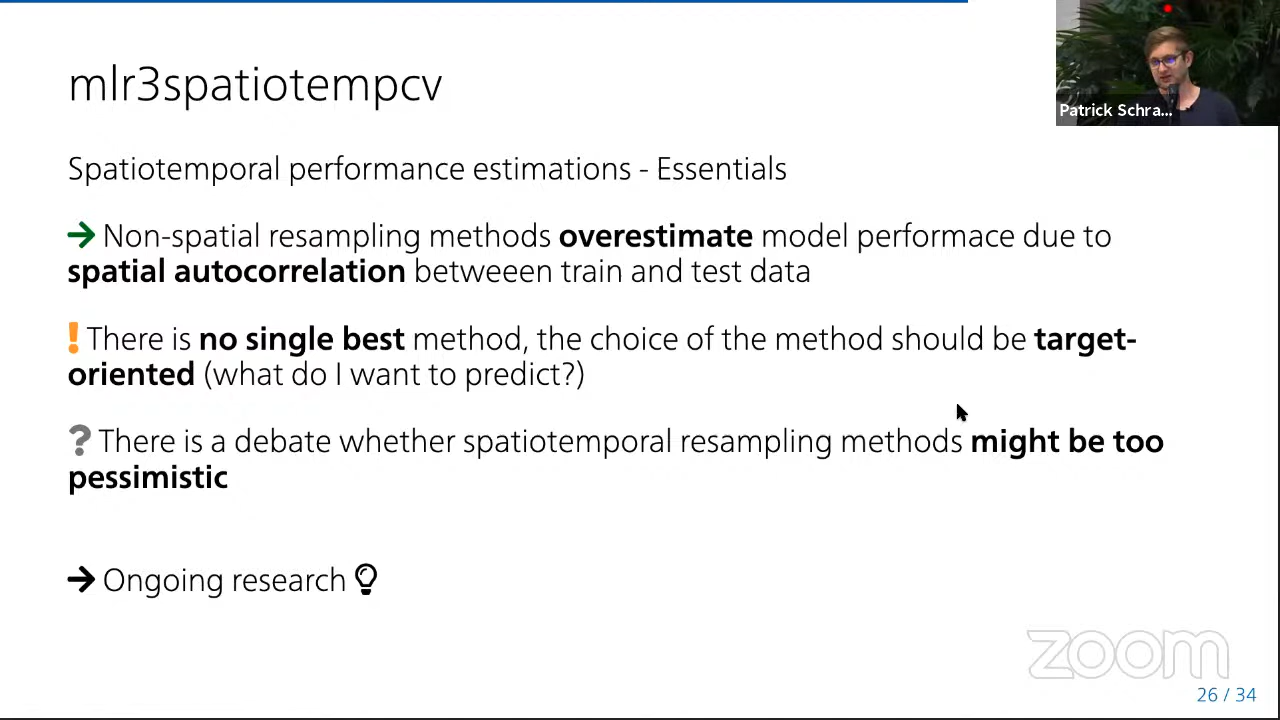 mlr3spatiotempcv
Patrick Schra...
Spatiotemporal performance estimations - Essentials
→ Non-spatial resampling methods overestimate model performace due to
spatial autocorrelation betweeen train and test data
! There is no single best method, the choice of the method should be target-
oriented (what do I want to predict?)
? There is a debate whether spatiotemporal resampling methods might be too
pessimistic
→ Ongoing research
zoom
26 / 34